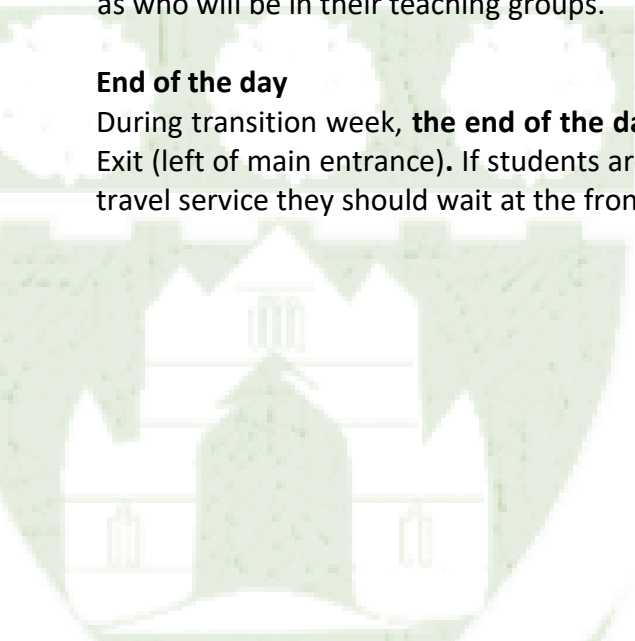 as who will be in their teaching groups.
End of the day
During transition week, the end of the da
Exit (left of main entrance). If students ar
travel service they should wait at the fron